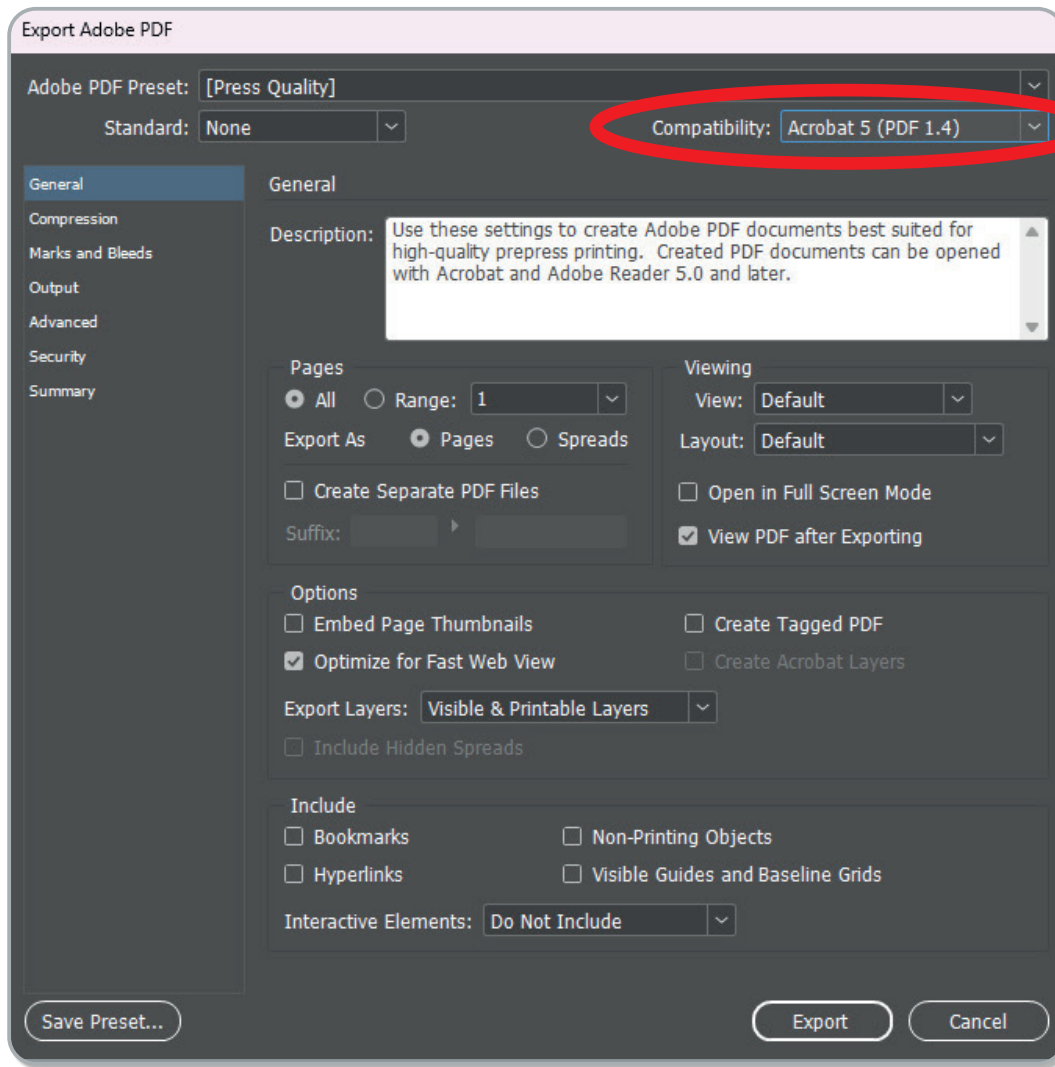 Export Adobe PDF
Adobe PDF Preset: [Press Quality]
Standard: None Compatibility: Acrobat 5 (PDF 1.4)
General
Compression
Marks and Bleeds
Output
Advanced
Security
Summary
General
Description: Use these settings to create Adobe PDF documents best suited for
high-quality prepress printing. Created PDF documents can be opened
with Acrobat and Adobe Reader 5.0 and later.
Pages
All Range: 1
Export As Pages Spreads
Create Separate PDF Files
Suffix:
Viewing
View: Default
Layout: Default
Open in Full Screen Mode
View PDF after Exporting
Options
Embed Page Thumbnails Create Tagged PDF
Optimize for Fast Web View Create Acrobat Layers
Export Layers: Visible & Printable Layers
Include Hidden Spreads
Include
Bookmarks Non-Printing Objects
Hyperlinks Visible Guides and Baseline Grids
Interactive Elements: Do Not Include
Save Preset... Export Cancel